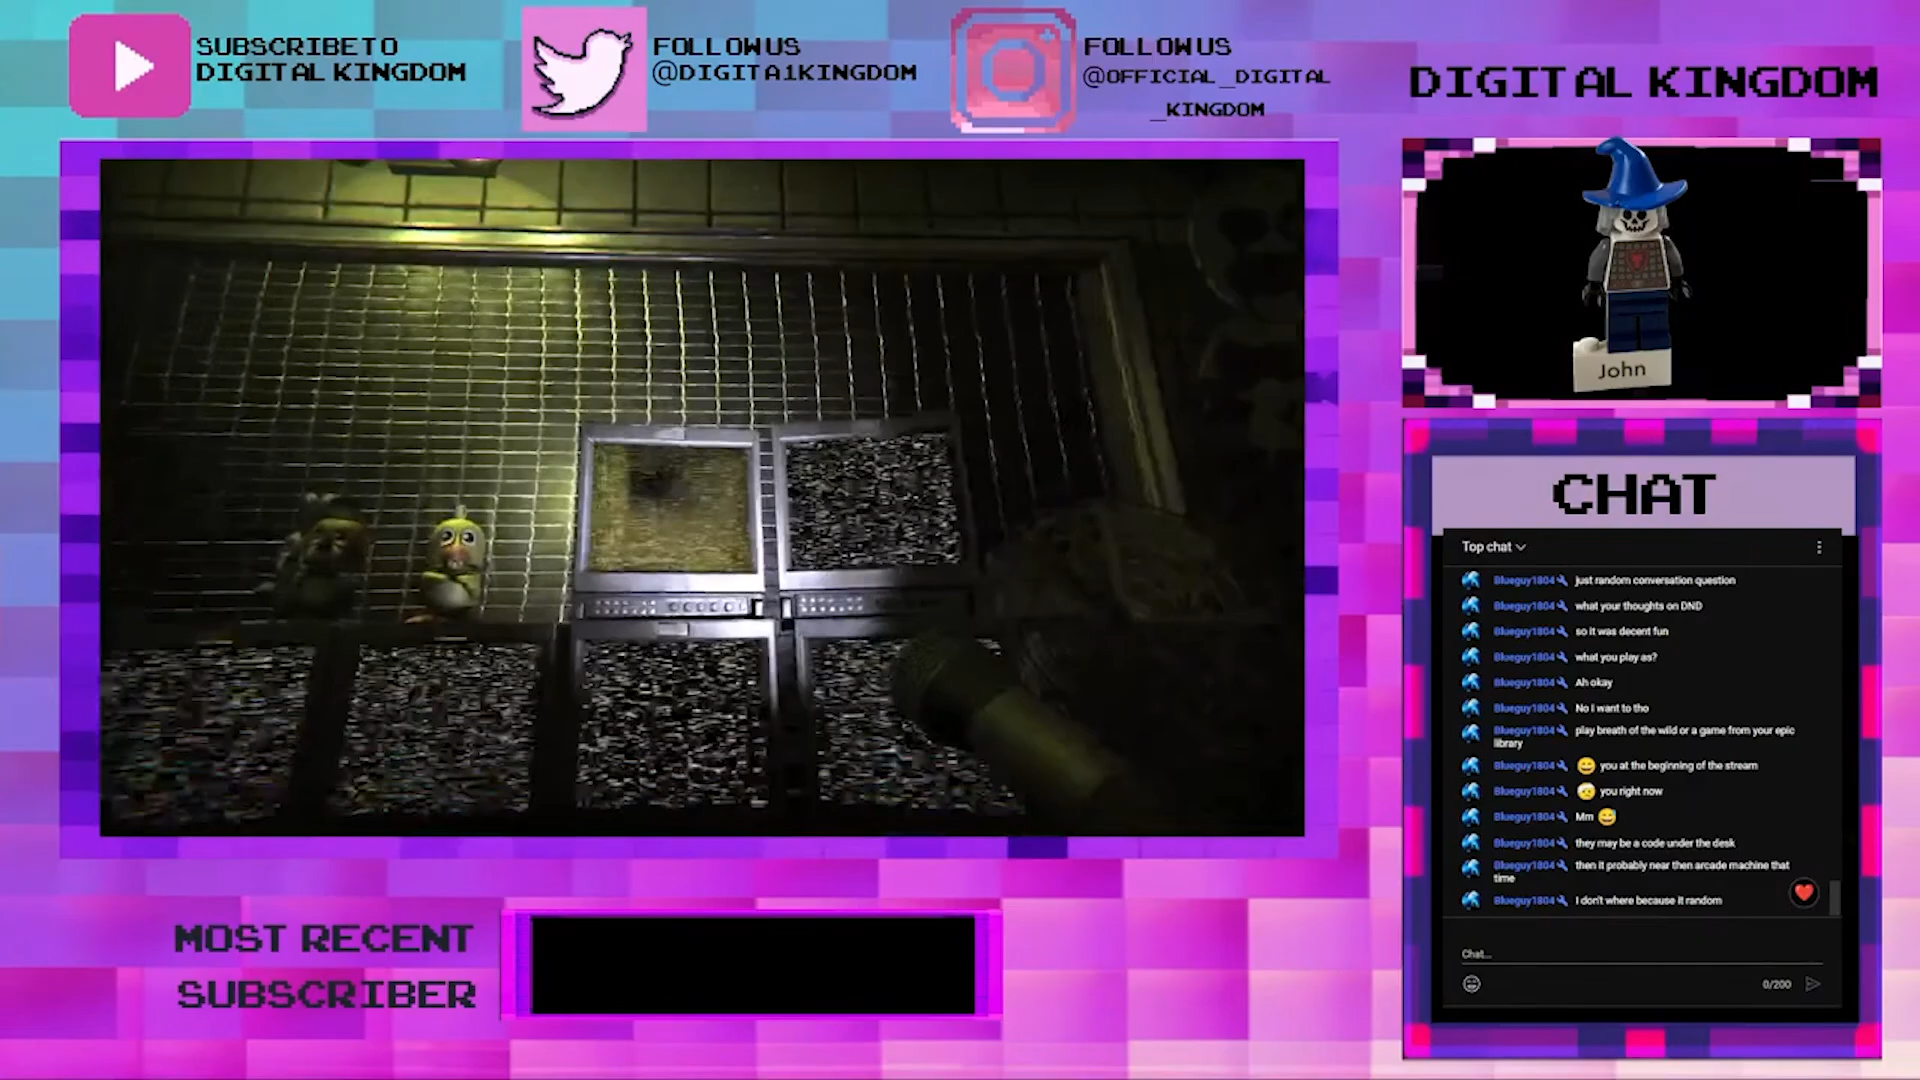 SUBSCRIBE TO
DIGITAL KINGDOM
FOLLOW US
@DIGITA1KINGDOM
FOLLOW US
@OFFICIAL_DIGITAL
_KINGDOM
DIGITAL KINGDOM
John
CHAT
Top chat
Blueguy1804 just random conversation question
Blueguy1804 what your thoughts on DND
Blueguy1804 so it was decent fun
Blueguy1804 what you play as?
Blueguy1804 Ah okay
Blueguy1804 No I want to tho
Blueguy1804 play breath of the wild or a game from your epic
library
Blueguy1804 😄 you at the beginning of the stream
Blueguy1804 🤕 you right now
Blueguy1804 Mm 😅
Blueguy1804 they may be a code under the desk
Blueguy1804 then it probably near then arcade machine that
time
Blueguy1804 I don't where because it random
Chat...
0/200
MOST RECENT
SUBSCRIBER